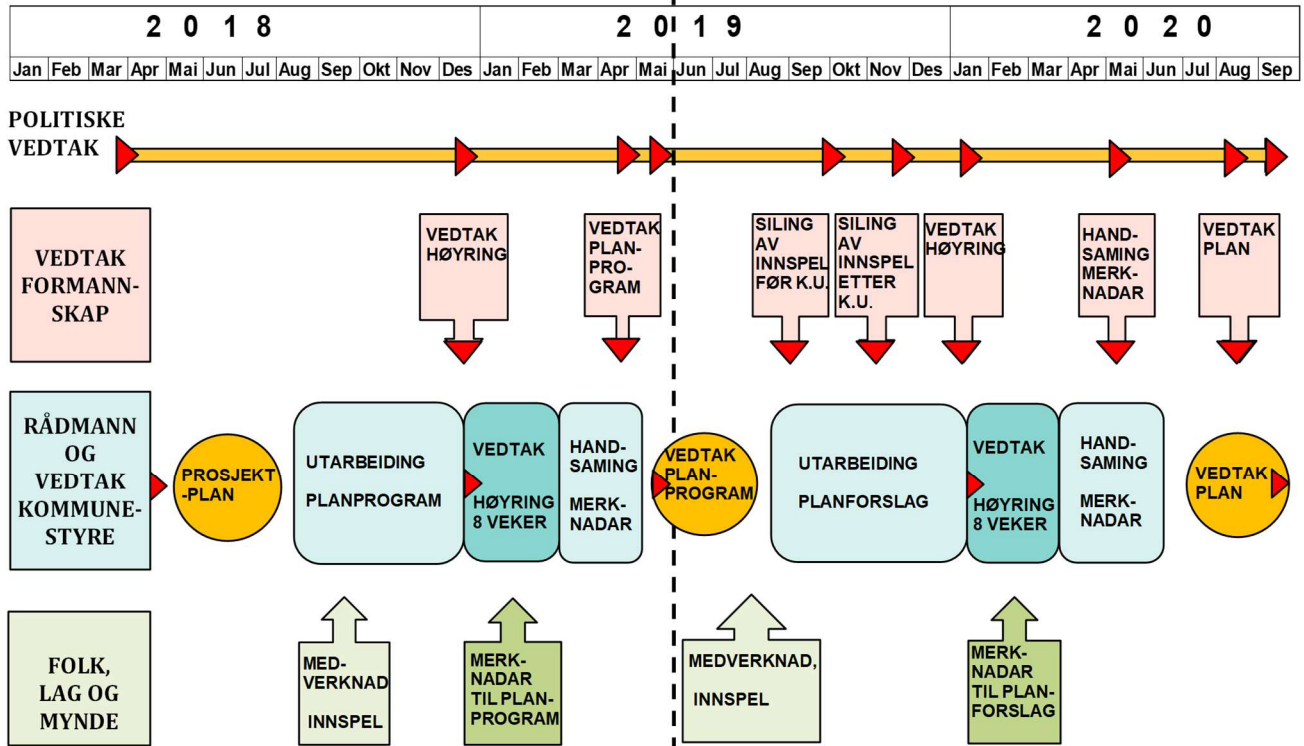 2 0 1 8
2 0 1 9
2 0 2 0
Jan Feb Mar Apr Mai Jun Jul Aug Sep Okt Nov Des Jan Feb Mar Apr Mai Jun Jul Aug Sep Okt Nov Des Jan Feb Mar Apr Mai Jun Jul Aug Sep
POLITISKE
VEDTAK
VEDTAK
FORMANN-
SKAP
VEDTAK
HØYRING
VEDTAK
PLAN-
PRO-
GRAM
SILING
AV
INNSPEL
FØR K.U.
SILING
AV
INNSPEL
ETTER
K.U.
VEDTAK
HØYRING
HAND-
SAMING
MERK-
NADAR
VEDTAK
PLAN
RÅDMANN
OG
VEDTAK
KOMMUNE-
STYRE
PROSJEKT
-PLAN
UTARBEIDING
PLANPROGRAM
VEDTAK
HØYRING
8 VEKER
HAND-
SAMING
MERK-
NADAR
VEDTAK
PLAN-
PROGRAM
UTARBEIDING
PLANFORSLAG
VEDTAK
HØYRING
8 VEKER
HAND-
SAMING
MERK-
NADAR
VEDTAK
PLAN
FOLK,
LAG OG
MYNDE
MED-
VERKNAD
INNSPEL
MERK-
NADAR
TIL PLAN-
PROGRAM
MEDVERKNAD,
INNSPEL
MERK-
NADAR
TIL PLAN-
FORSLAG